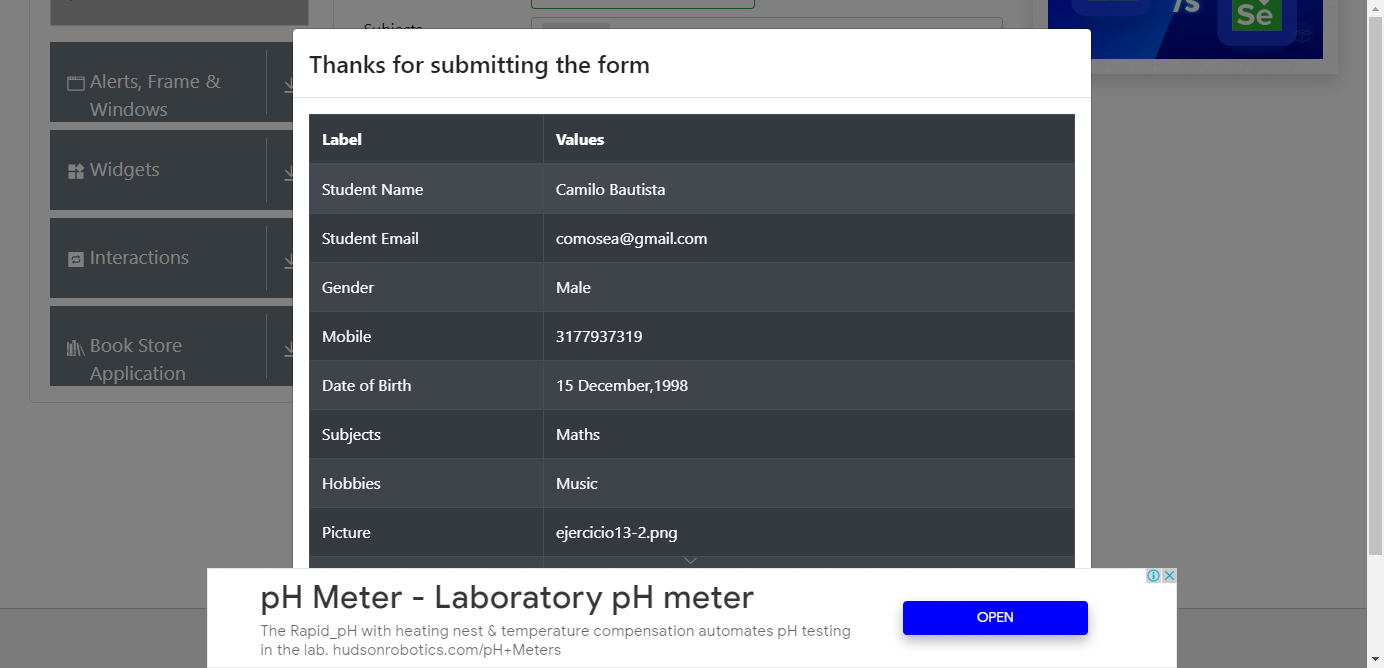 Subjects
/s
Se
Thanks for submitting the form
Alerts, Frame &
Windows
Widgets
Interactions
Book Store
Application
Label Values
Student Name Camilo Bautista
Student Email comosea@gmail.com
Gender Male
Mobile 3177937319
Date of Birth 15 December,1998
Subjects Maths
Hobbies Music
Picture ejercicio13-2.png
pH Meter - Laboratory pH meter
The Rapid_pH with heating nest & temperature compensation automates pH testing
in the lab. hudsonrobotics.com/pH+Meters
OPEN